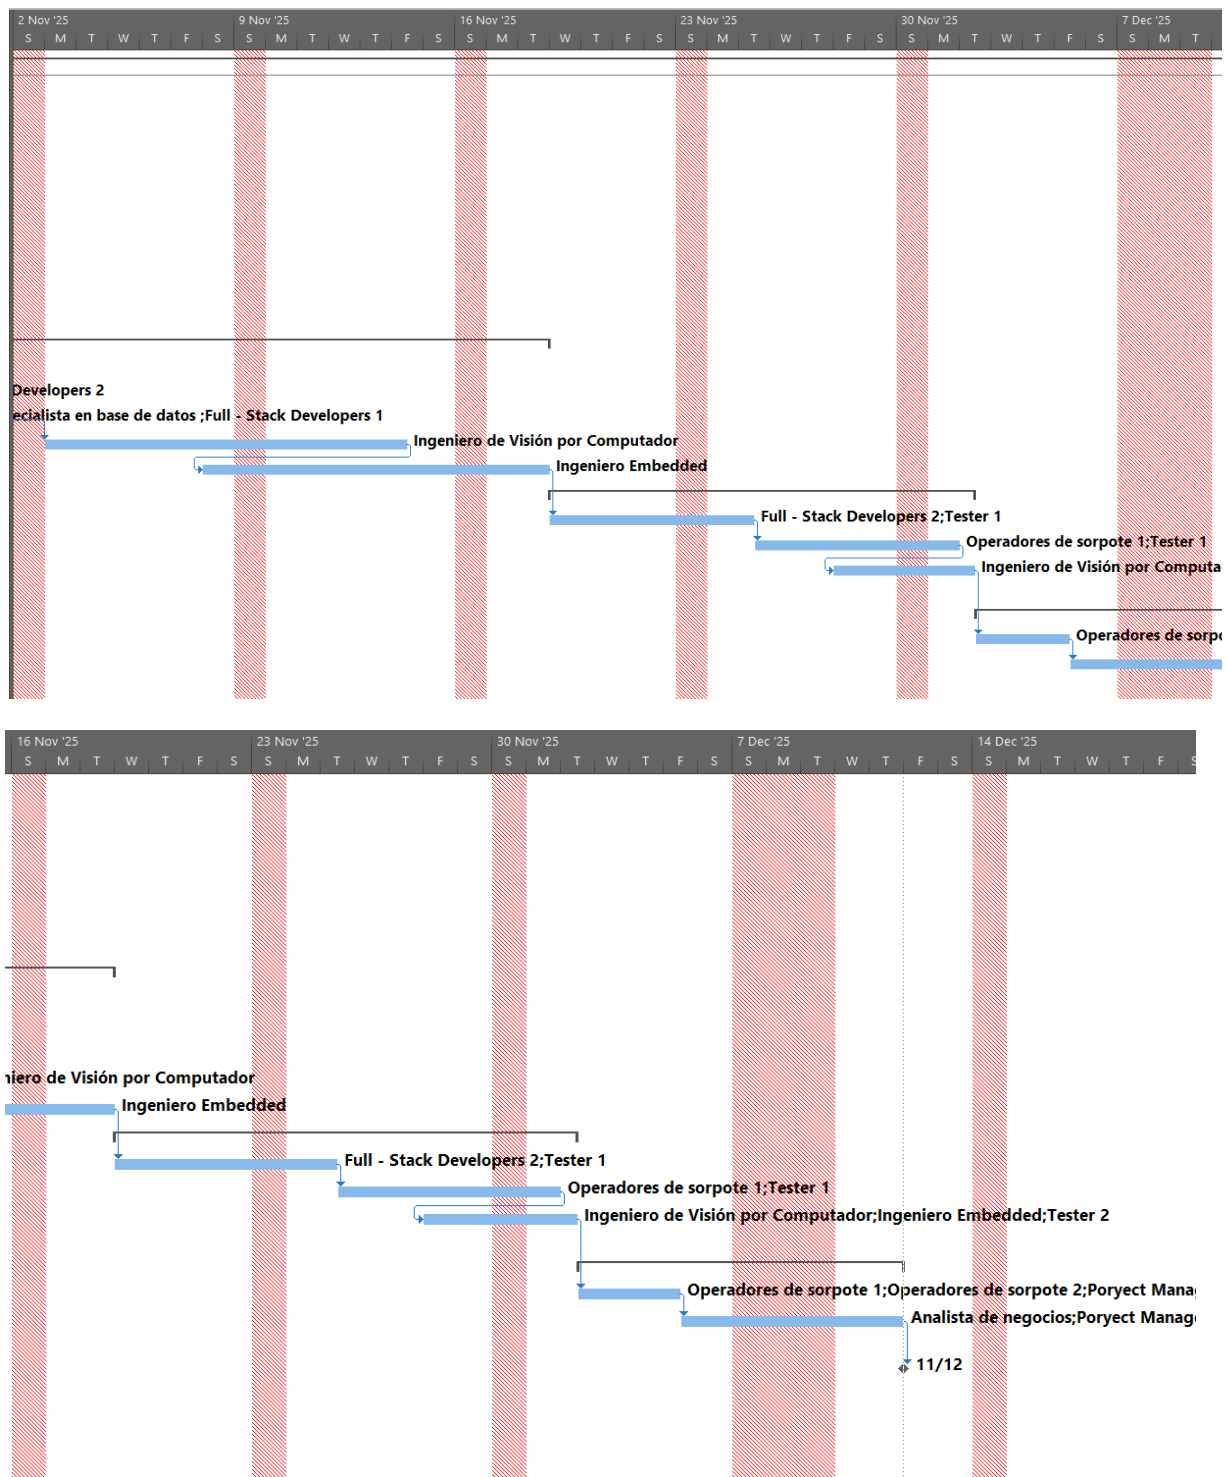 2 Nov '25 9 Nov '25 16 Nov '25 23 Nov '25 30 Nov '25 7 Dec '25
S M T W T F S S M T W T F S S M T W T F S S M T W T F S S M T W T F S S M T
Developers 2
ecialista en base de datos ;Full - Stack Developers 1
Ingeniero de Visión por Computador
Ingeniero Embedded
Full - Stack Developers 2;Tester 1
Operadores de sorpote 1;Tester 1
Ingeniero de Visión por Computa
Operadores de sorpo
16 Nov '25 23 Nov '25 30 Nov '25 7 Dec '25 14 Dec '25
S M T W T F S S M T W T F S S M T W T F S S M T W T F S S M T W T F S
niero de Visión por Computador
Ingeniero Embedded
Full - Stack Developers 2;Tester 1
Operadores de sorpote 1;Tester 1
Ingeniero de Visión por Computador;Ingeniero Embedded;Tester 2
Operadores de sorpote 1;Operadores de sorpote 2;Poryect Mana
Analista de negocios;Poryect Manag
11/12